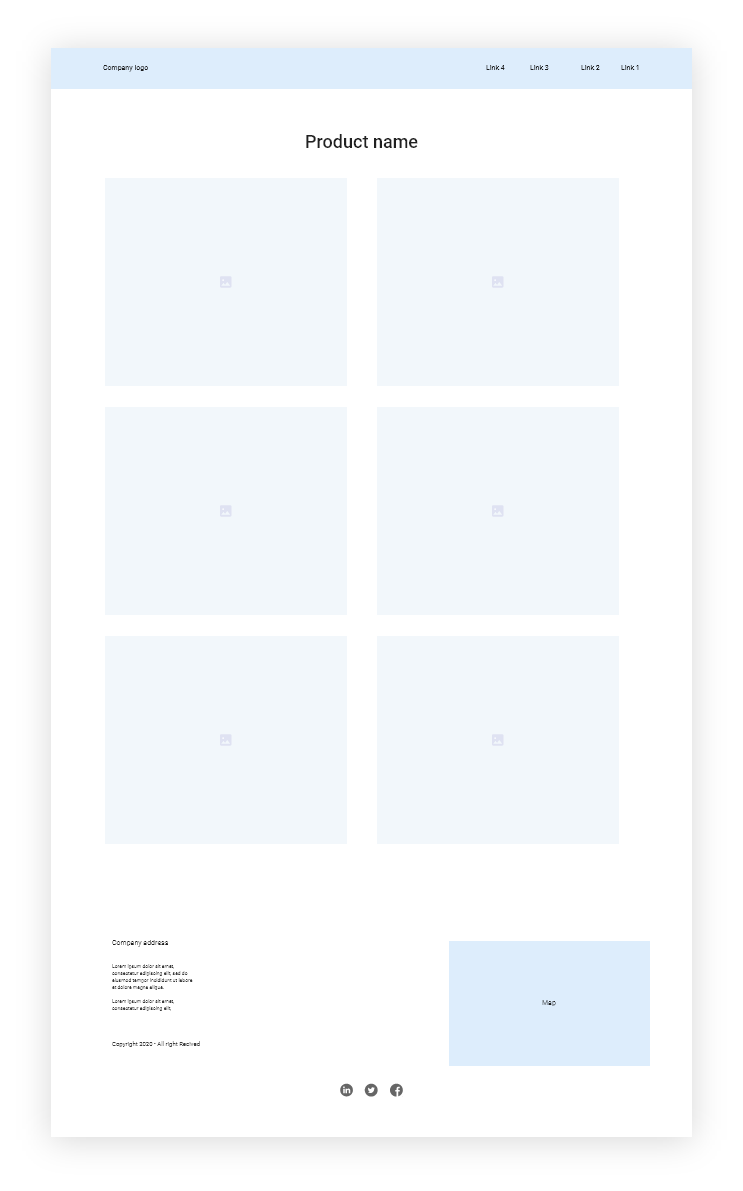 Company logo
Link 4 Link 3 Link 2 Link 1
Product name
Company address
Lorem ipsum dolor sit amet,
consectetur adipiscing elit, sed do
eiusmod tempor incididunt ut labore
et dolore magna aliqua.
Lorem ipsum dolor sit amet,
consectetur adipiscing elit,
Map
Copyright 2020 - All right Recived